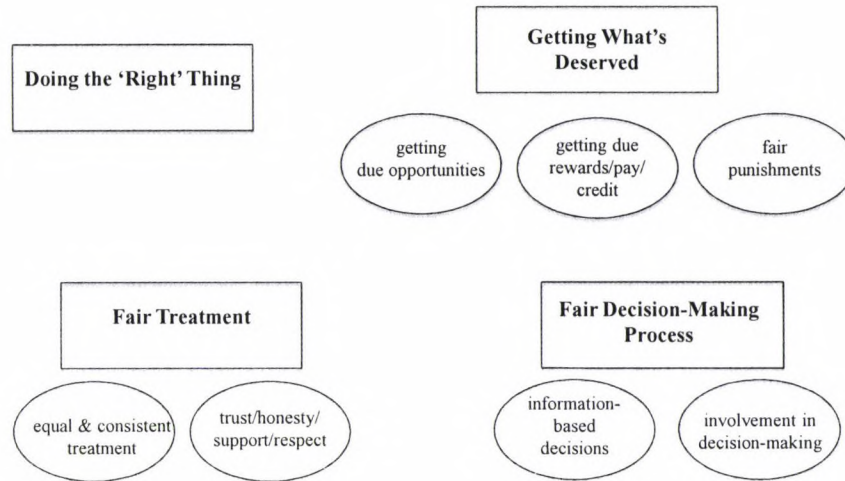 Doing the ‘Right’ Thing
Getting What's
Deserved
getting
due opportunities
getting due
rewards/pay/
credit
fair
punishments
Fair Treatment
equal & consistent
treatment
trust/honesty/
support/respect
Fair Decision-Making
Process
information-
based
decisions
involvement in
decision-making